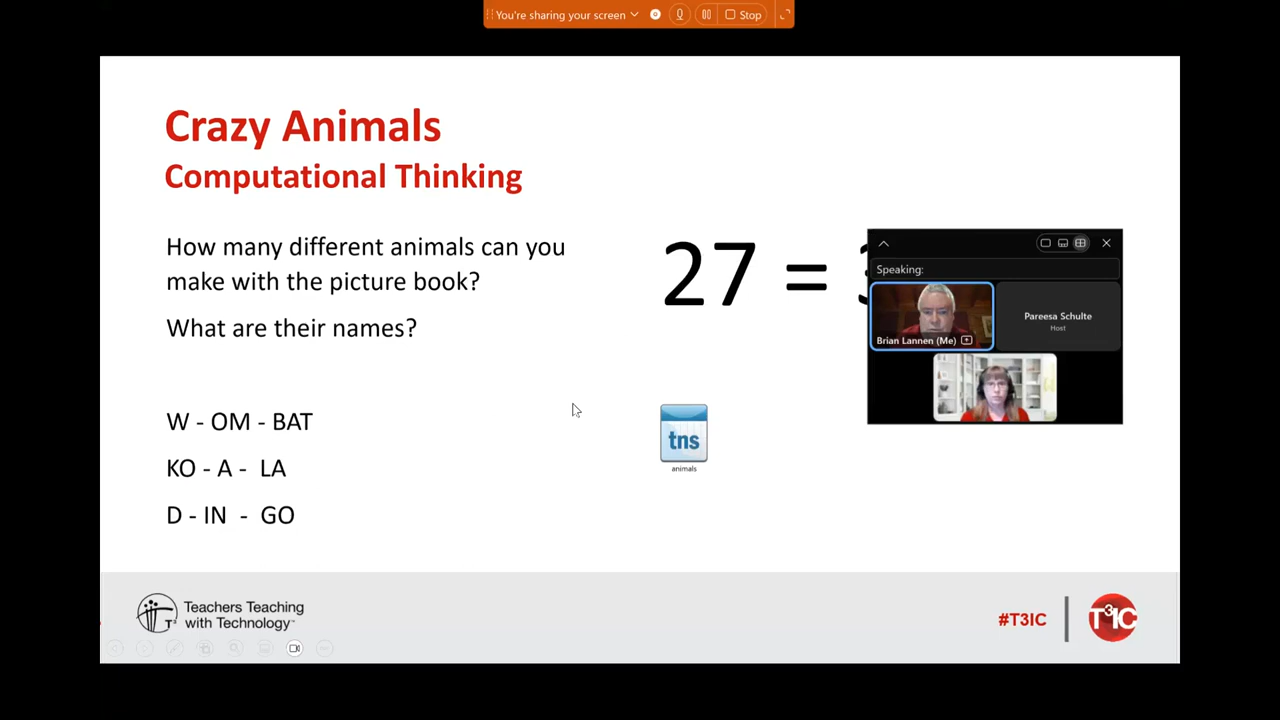 You're sharing your screen
Stop
Crazy Animals
Computational Thinking
How many different animals can you
make with the picture book?
What are their names?
27 =
Speaking:
Brian Lannen (Me)
Pareesa Schulte
Host
W - OM - BAT
KO - A - LA
D - IN - GO
tns
animals
Teachers Teaching
with Technology™
#T3IC
T³IC